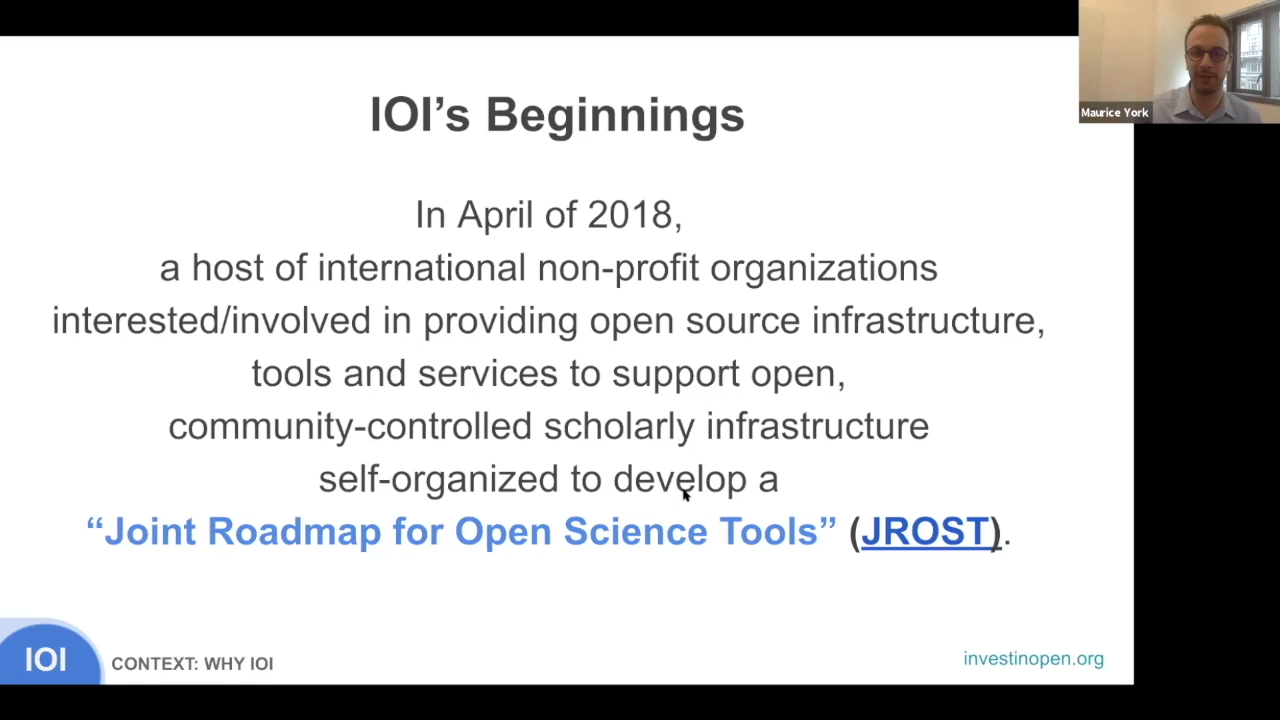 IOI’s Beginnings
Maurice York
In April of 2018,
a host of international non-profit organizations
interested/involved in providing open source infrastructure,
tools and services to support open,
community-controlled scholarly infrastructure
self-organized to develop a
“Joint Roadmap for Open Science Tools” (JROST).
IOI
CONTEXT: WHY IOI
investinopen.org